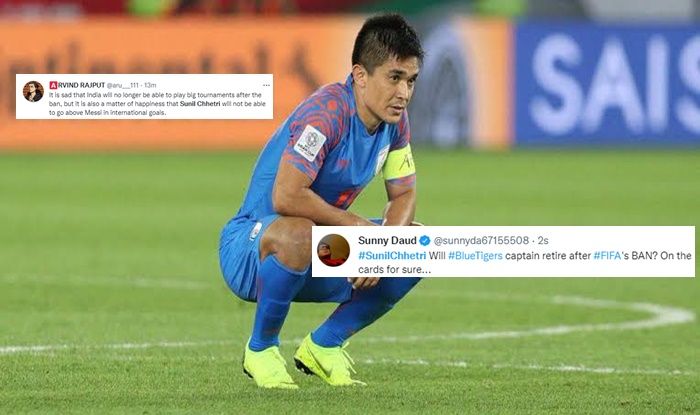 ARVIND RAJPUT @aru__111 · 13m
It is sad that India will no longer be able to play big tournaments after the
ban, but it is also a matter of happiness that Sunil Chhetri will not be able
to go above Messi in international goals.
Continental
SAIS
Sunny Daud @sunnyda67155508 · 2s
#SunilChhetri Will #BlueTigers captain retire after #FIFA's BAN? On the
cards for sure...